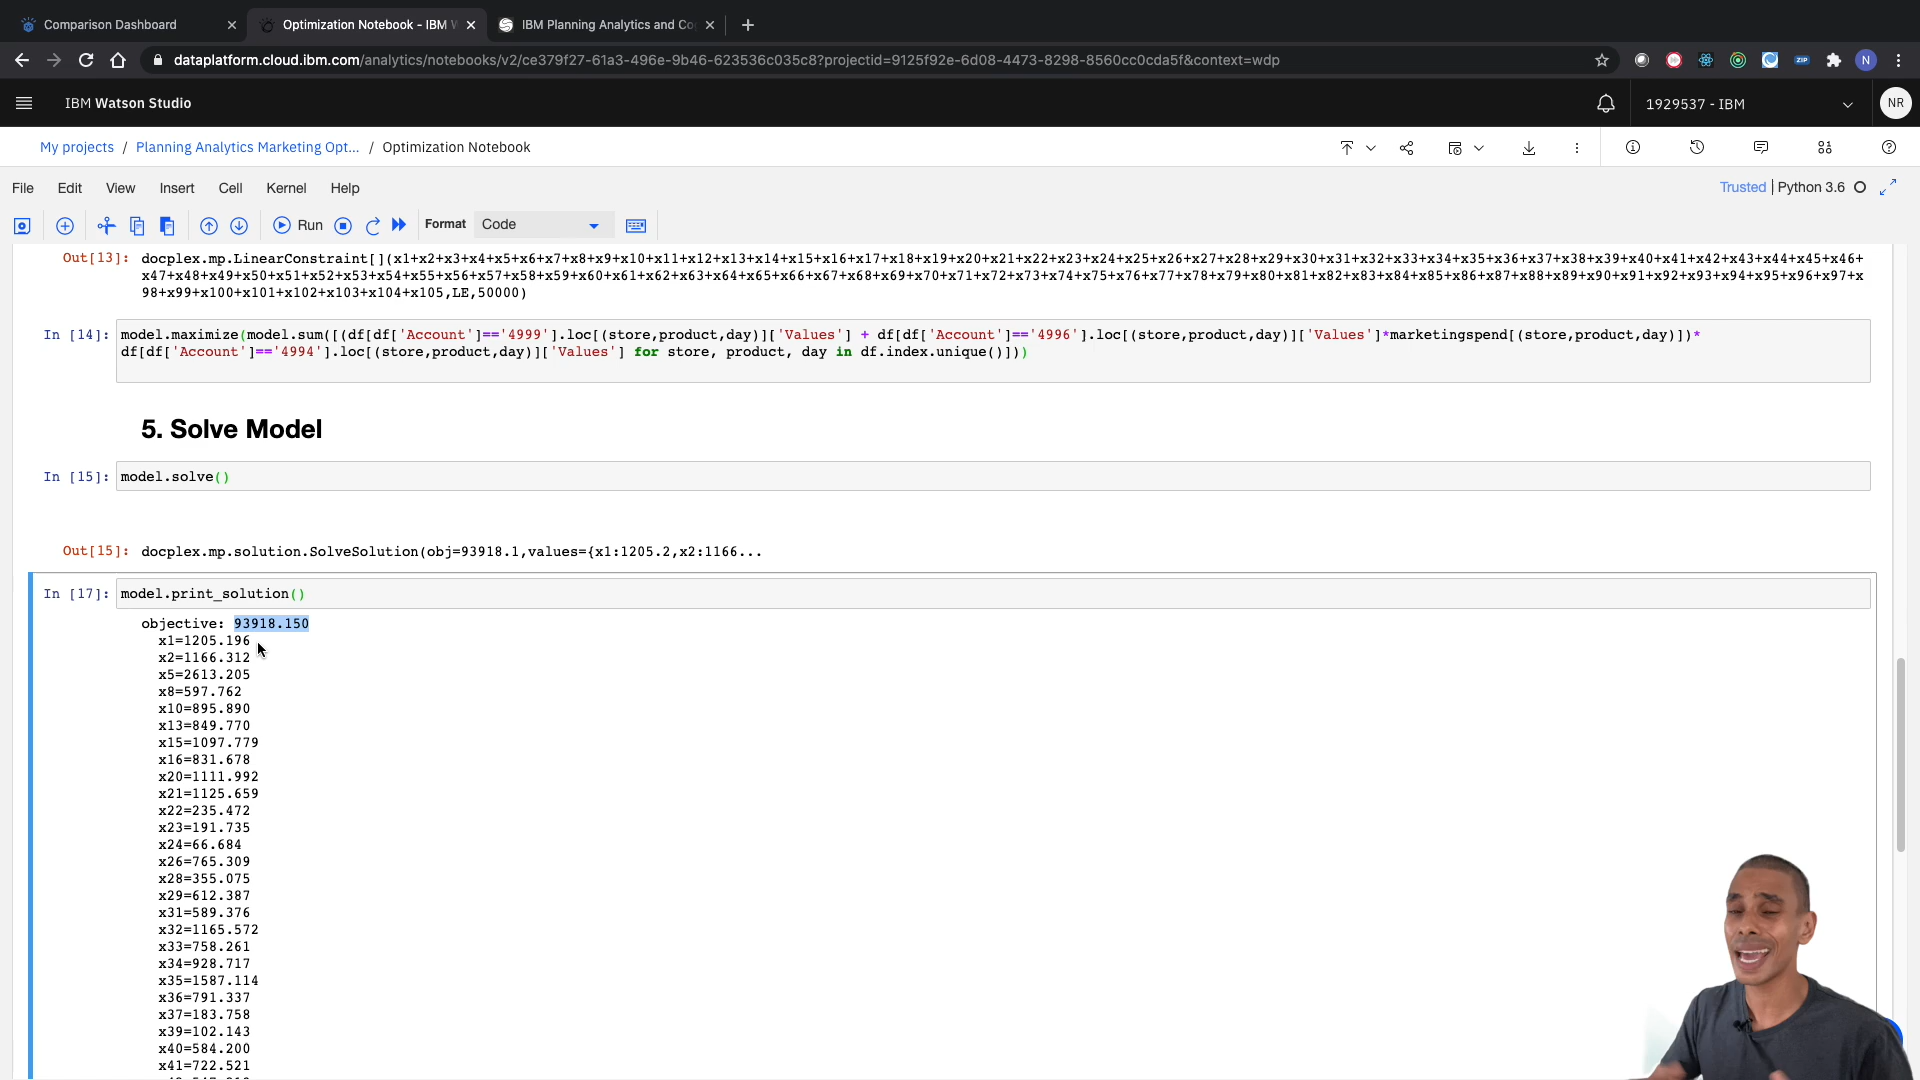 Comparison Dashboard
Optimization Notebook - IBM W
IBM Planning Analytics and Co
dataplatform.cloud.ibm.com/analytics/notebooks/v2/ce379f27-61a3-496e-9b46-623536c035c8?projectid=9125f92e-6d08-4473-8298-8560cc0cda5f&context=wdp
ZIP
N
IBM Watson Studio
1929537 - IBM
NR
My projects / Planning Analytics Marketing Opt... / Optimization Notebook
File Edit View Insert Cell Kernel Help
Trusted | Python 3.6
Run Format Code
Out[13]: docplex.mp.LinearConstraint[](x1+x2+x3+x4+x5+x6+x7+x8+x9+x10+x11+x12+x13+x14+x15+x16+x17+x18+x19+x20+x21+x22+x23+x24+x25+x26+x27+x28+x29+x30+x31+x32+x33+x34+x35+x36+x37+x38+x39+x40+x41+x42+x43+x44+x45+x46+
x47+x48+x49+x50+x51+x52+x53+x54+x55+x56+x57+x58+x59+x60+x61+x62+x63+x64+x65+x66+x67+x68+x69+x70+x71+x72+x73+x74+x75+x76+x77+x78+x79+x80+x81+x82+x83+x84+x85+x86+x87+x88+x89+x90+x91+x92+x93+x94+x95+x96+x97+x
98+x99+x100+x101+x102+x103+x104+x105,LE,50000)
In [14]: model.maximize(model.sum([(df[df['Account']=='4999'].loc[(store,product,day)]['Values'] + df[df['Account']=='4996'].loc[(store,product,day)]['Values']*marketingspend[(store,product,day)])*
df[df['Account']=='4994'].loc[(store,product,day)]['Values'] for store, product, day in df.index.unique()]))
5. Solve Model
In [15]: model.solve()
Out[15]: docplex.mp.solution.SolveSolution(obj=93918.1,values={x1:1205.2,x2:1166...
In [17]: model.print_solution()
objective: 93918.150
x1=1205.196
x2=1166.312
x5=2613.205
x8=597.762
x10=895.890
x13=849.770
x15=1097.779
x16=831.678
x20=1111.992
x21=1125.659
x22=235.472
x23=191.735
x24=66.684
x26=765.309
x28=355.075
x29=612.387
x31=589.376
x32=1165.572
x33=758.261
x34=928.717
x35=1587.114
x36=791.337
x37=183.758
x39=102.143
x40=584.200
x41=722.521